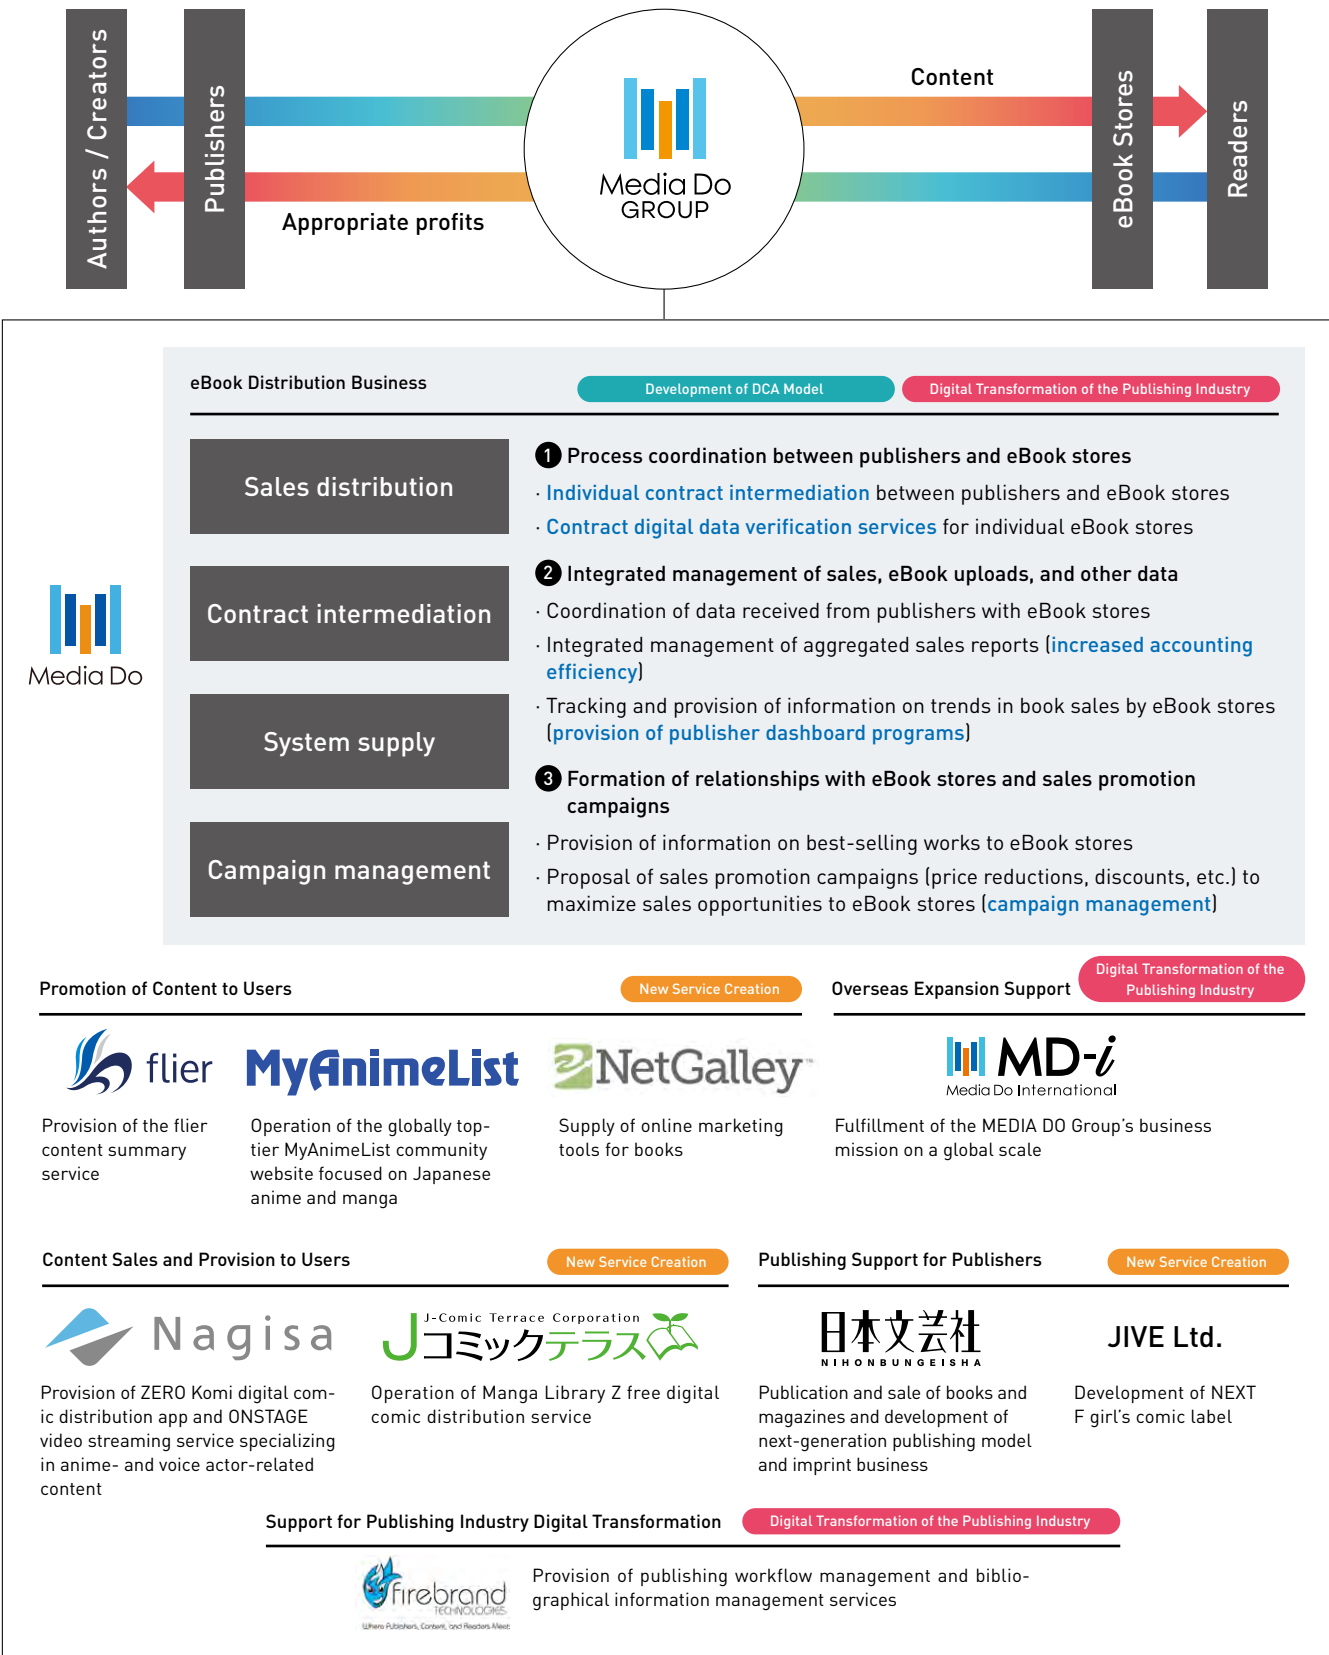 Authors / Creators
Publishers
Content
Appropriate profits
Media Do
GROUP
eBook Stores
Readers
eBook Distribution Business
Development of DCA Model
Digital Transformation of the Publishing Industry
Media Do
Sales distribution
Contract intermediation
System supply
Campaign management
1 Process coordination between publishers and eBook stores
· Individual contract intermediation between publishers and eBook stores
· Contract digital data verification services for individual eBook stores
2 Integrated management of sales, eBook uploads, and other data
· Coordination of data received from publishers with eBook stores
· Integrated management of aggregated sales reports (increased accounting
efficiency)
· Tracking and provision of information on trends in book sales by eBook stores
(provision of publisher dashboard programs)
3 Formation of relationships with eBook stores and sales promotion
campaigns
· Provision of information on best-selling works to eBook stores
· Proposal of sales promotion campaigns (price reductions, discounts, etc.) to
maximize sales opportunities to eBook stores (campaign management)
Promotion of Content to Users
New Service Creation
flier
Provision of the flier
content summary
service
MyAnimeList
Operation of the globally top-
tier MyAnimeList community
website focused on Japanese
anime and manga
NetGalley™
Supply of online marketing
tools for books
Overseas Expansion Support
Digital Transformation of the
Publishing Industry
MD-i
Media Do International
Fulfillment of the MEDIA DO Group's business
mission on a global scale
Content Sales and Provision to Users
New Service Creation
Nagisa
Provision of ZERO Komi digital com-
ic distribution app and ONSTAGE
video streaming service specializing
in anime- and voice actor-related
content
J-Comic Terrace Corporation
Jコミックテラス
Operation of Manga Library Z free digital
comic distribution service
Publishing Support for Publishers
New Service Creation
日本文芸社
NIHONBUNGEISHA
Publication and sale of books and
magazines and development of
next-generation publishing model
and imprint business
JIVE Ltd.
Development of NEXT
F girl's comic label
Support for Publishing Industry Digital Transformation
Digital Transformation of the Publishing Industry
firebrand
TECHNOLOGIES
Where Publishers, Content, and Readers Meet
Provision of publishing workflow management and biblio-
graphical information management services